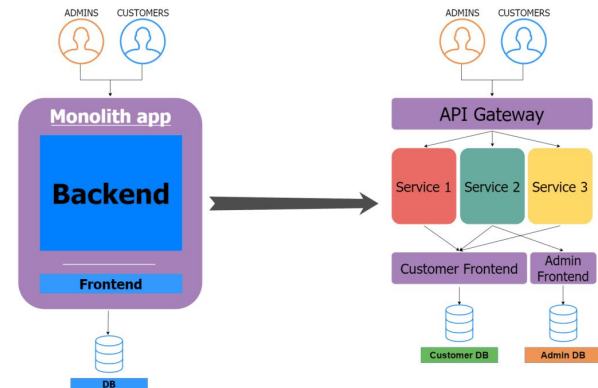 ADMINS CUSTOMERS
Monolith app
Backend
Frontend
DB
ADMINS CUSTOMERS
API Gateway
Service 1 Service 2 Service 3
Customer Frontend
Admin
Frontend
Customer DB Admin DB